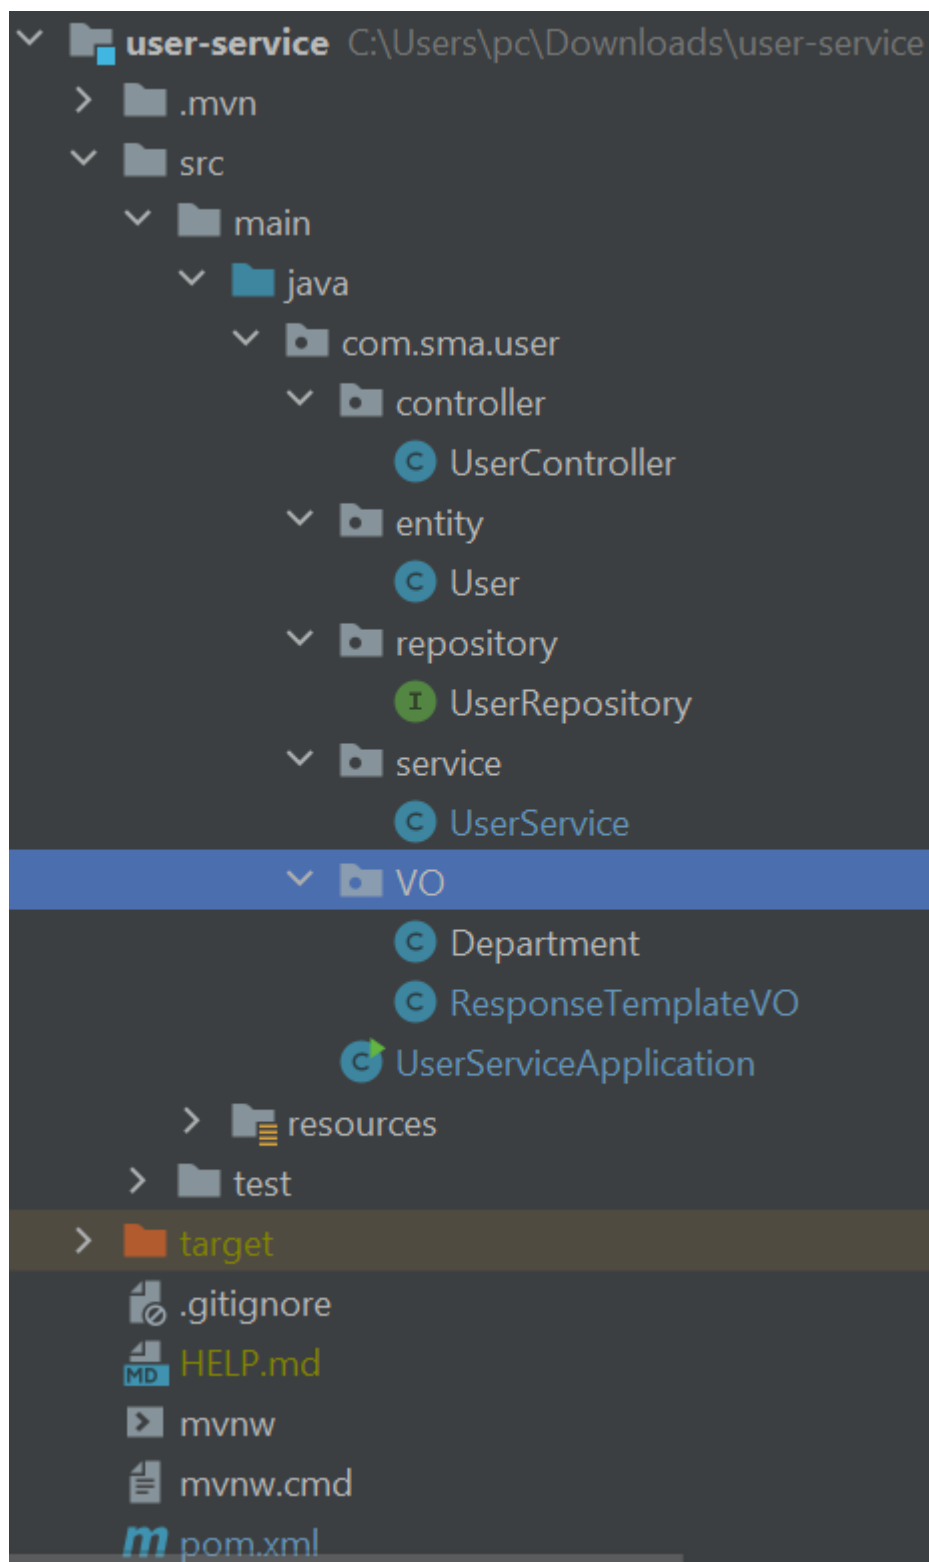 user-service C:\Users\pc\Downloads\user-service
.mvn
src
main
java
com.sma.user
controller
C UserController
entity
C User
repository
I UserRepository
service
C UserService
VO
C Department
C ResponseTemplateVO
C UserServiceApplication
resources
test
target
.gitignore
MD HELP.md
mvnw
mvnw.cmd
m pom.xml